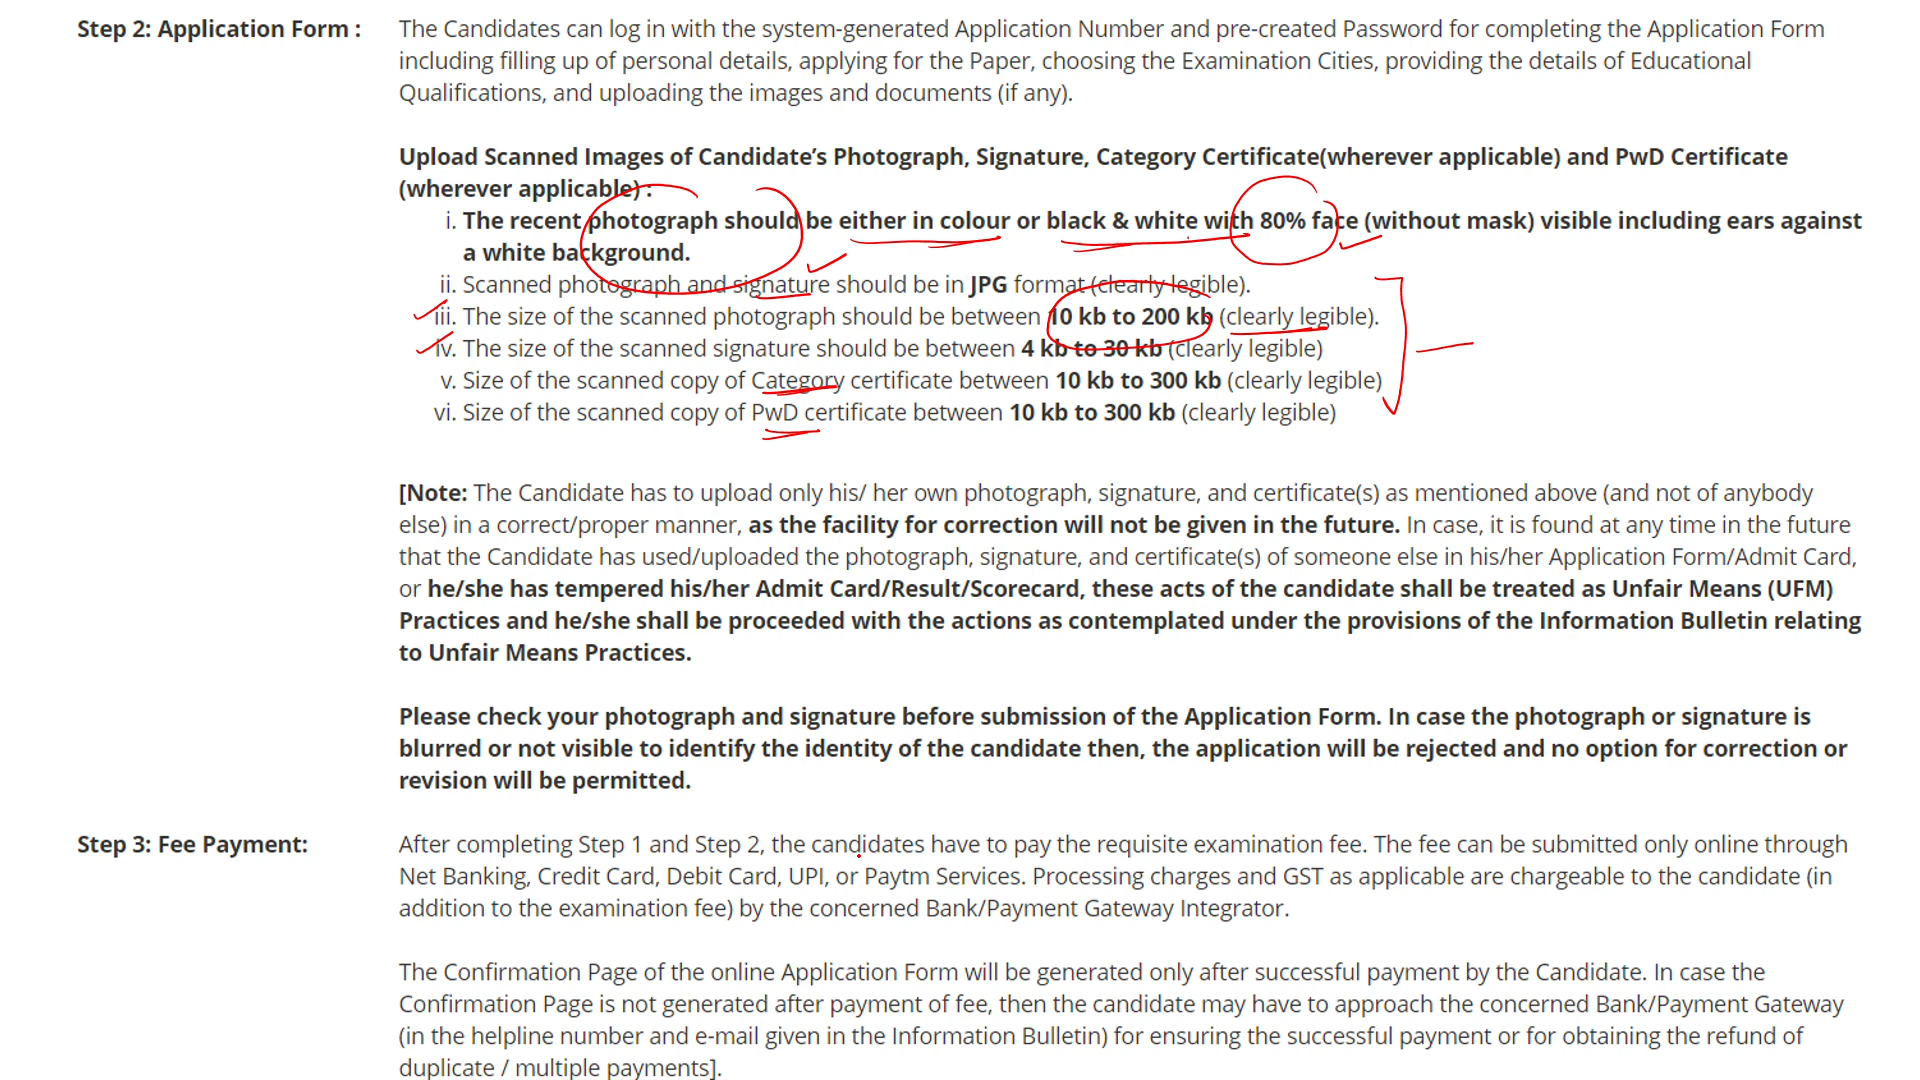 Step 2: Application Form :
The Candidates can log in with the system-generated Application Number and pre-created Password for completing the Application Form
including filling up of personal details, applying for the Paper, choosing the Examination Cities, providing the details of Educational
Qualifications, and uploading the images and documents (if any).
Upload Scanned Images of Candidate’s Photograph, Signature, Category Certificate(wherever applicable) and PwD Certificate
(wherever applicable) :
i. The recent photograph should be either in colour or black & white with 80% face (without mask) visible including ears against
a white background.
ii. Scanned photograph and signature should be in JPG format (clearly legible).
iii. The size of the scanned photograph should be between 10 kb to 200 kb (clearly legible).
iv. The size of the scanned signature should be between 4 kb to 30 kb (clearly legible)
v. Size of the scanned copy of Category certificate between 10 kb to 300 kb (clearly legible)
vi. Size of the scanned copy of PwD certificate between 10 kb to 300 kb (clearly legible)
[Note: The Candidate has to upload only his/ her own photograph, signature, and certificate(s) as mentioned above (and not of anybody
else) in a correct/proper manner, as the facility for correction will not be given in the future. In case, it is found at any time in the future
that the Candidate has used/uploaded the photograph, signature, and certificate(s) of someone else in his/her Application Form/Admit Card,
or he/she has tempered his/her Admit Card/Result/Scorecard, these acts of the candidate shall be treated as Unfair Means (UFM)
Practices and he/she shall be proceeded with the actions as contemplated under the provisions of the Information Bulletin relating
to Unfair Means Practices.
Please check your photograph and signature before submission of the Application Form. In case the photograph or signature is
blurred or not visible to identify the identity of the candidate then, the application will be rejected and no option for correction or
revision will be permitted.
Step 3: Fee Payment:
After completing Step 1 and Step 2, the candidates have to pay the requisite examination fee. The fee can be submitted only online through
Net Banking, Credit Card, Debit Card, UPI, or Paytm Services. Processing charges and GST as applicable are chargeable to the candidate (in
addition to the examination fee) by the concerned Bank/Payment Gateway Integrator.
The Confirmation Page of the online Application Form will be generated only after successful payment by the Candidate. In case the
Confirmation Page is not generated after payment of fee, then the candidate may have to approach the concerned Bank/Payment Gateway
(in the helpline number and e-mail given in the Information Bulletin) for ensuring the successful payment or for obtaining the refund of
duplicate / multiple payments].